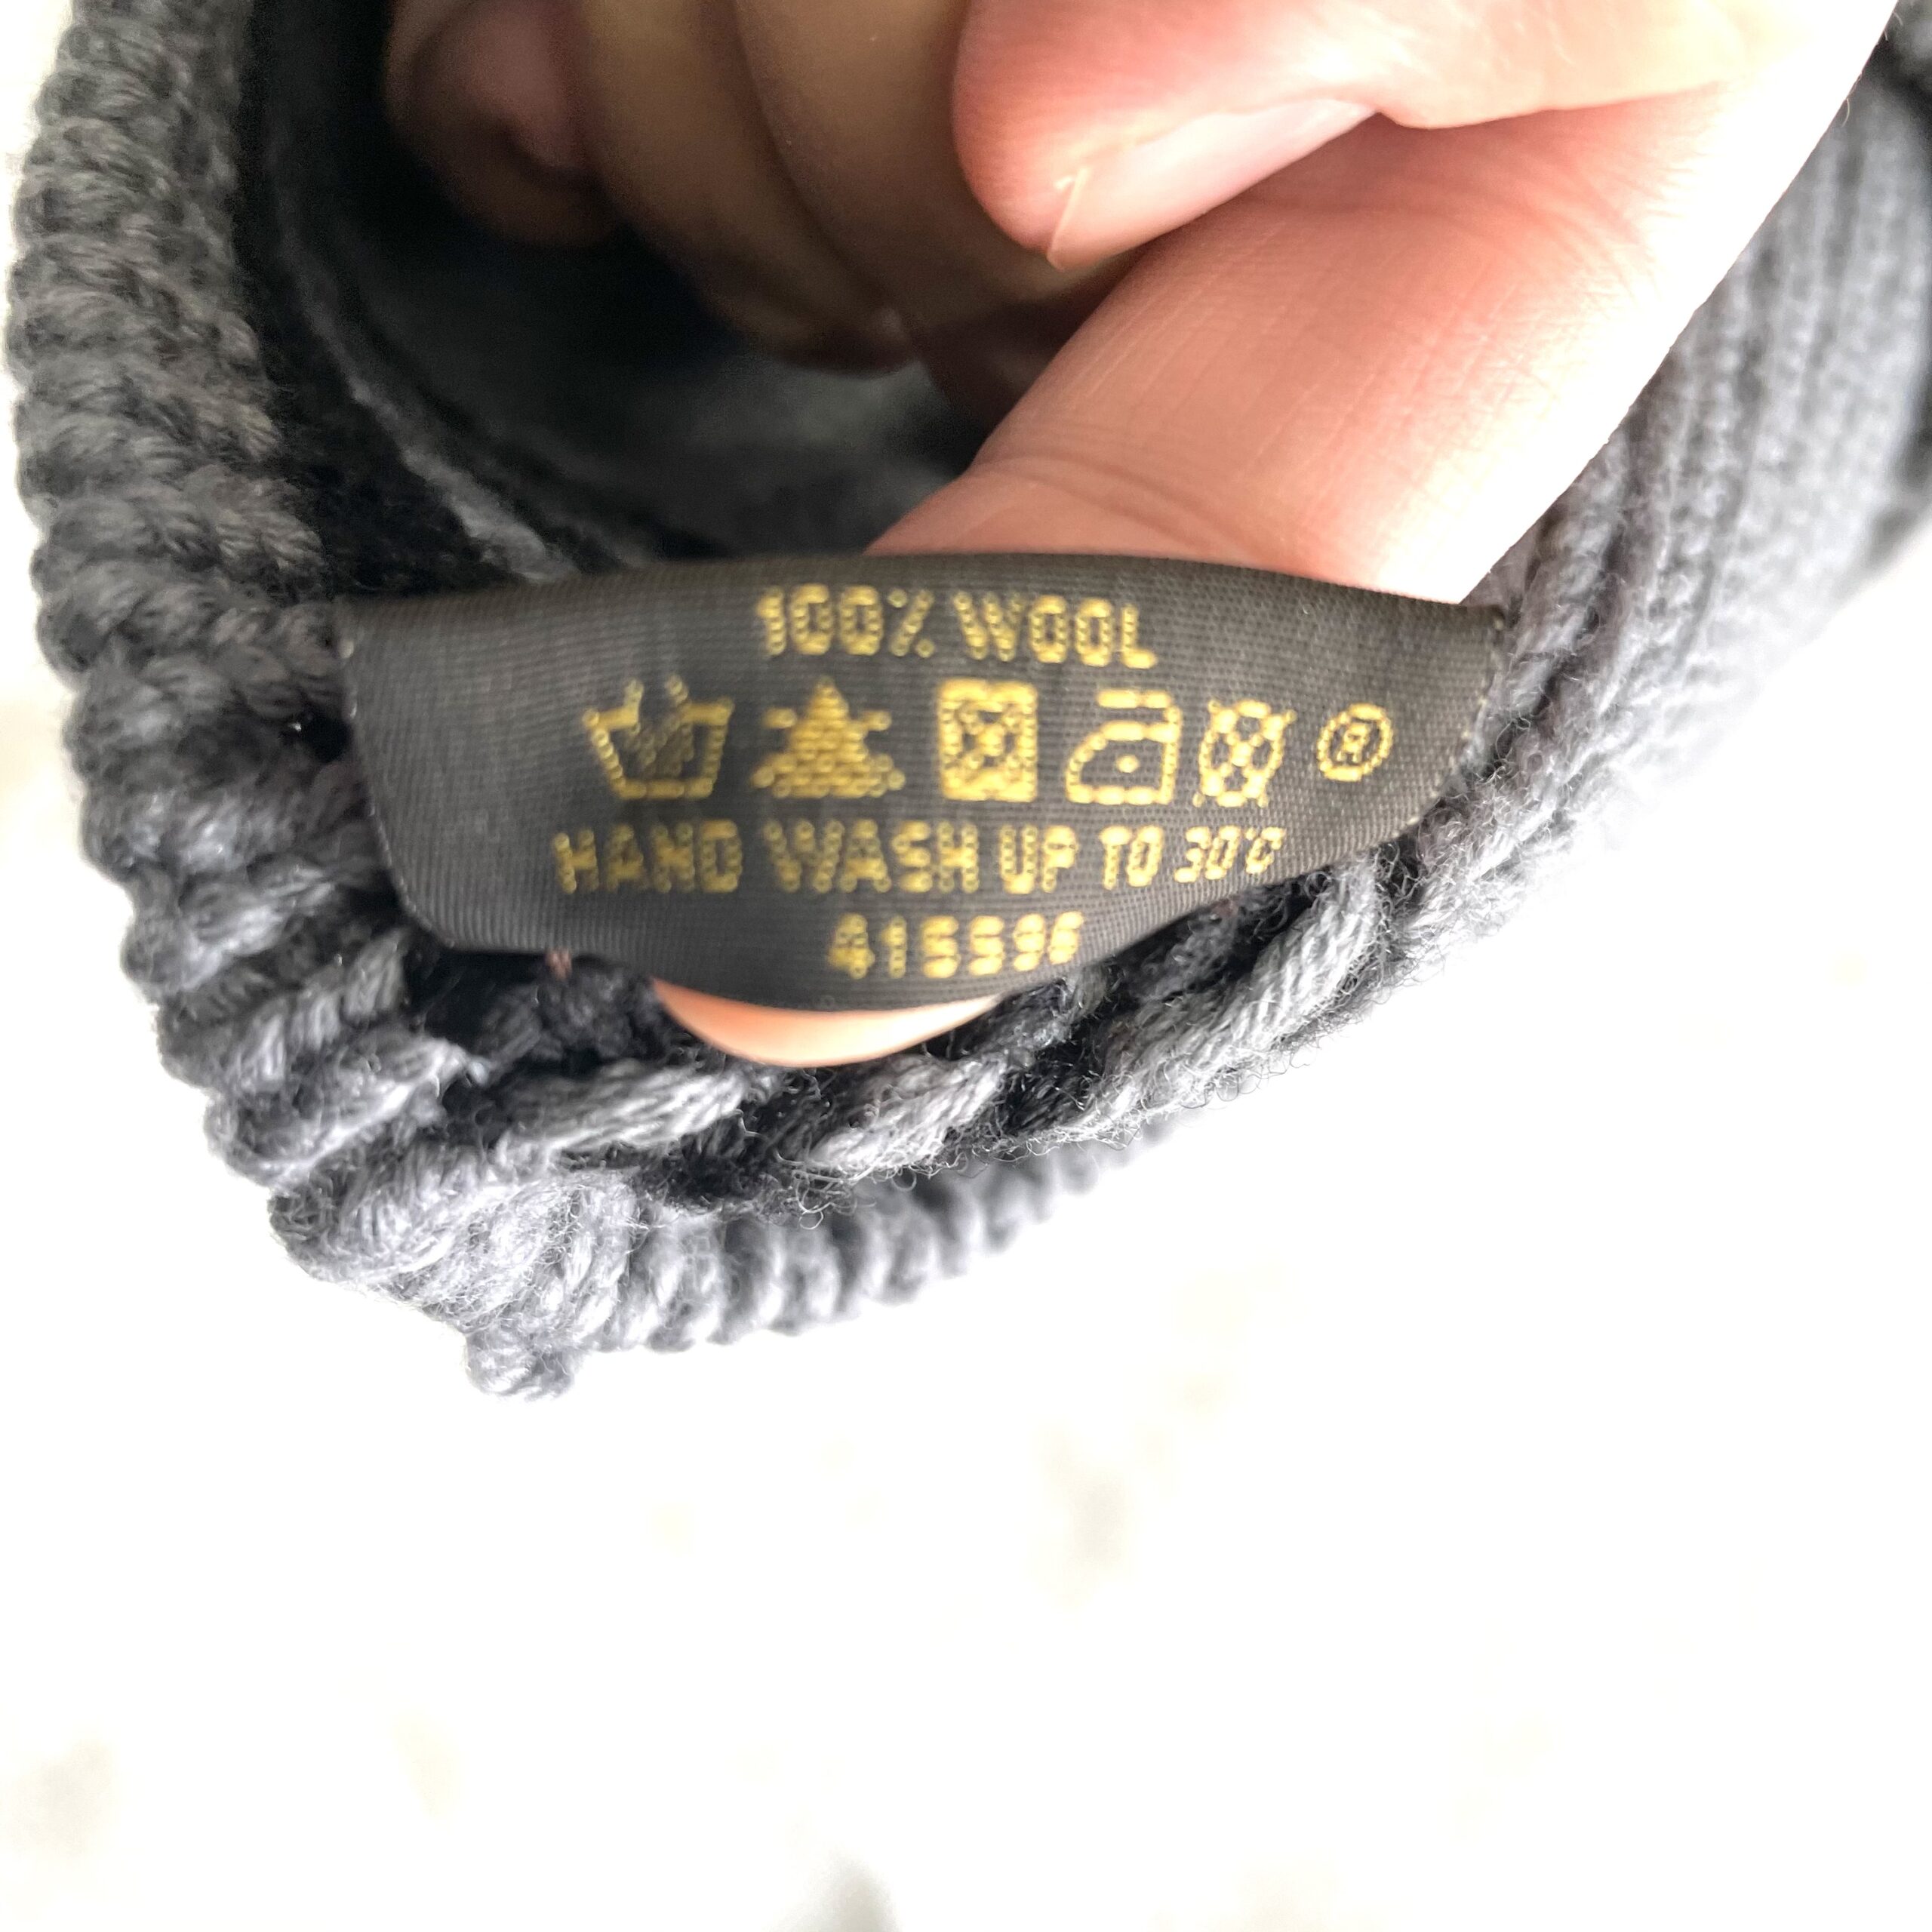 100% WOOL
®
HAND WASH UP TO 30°C
415596